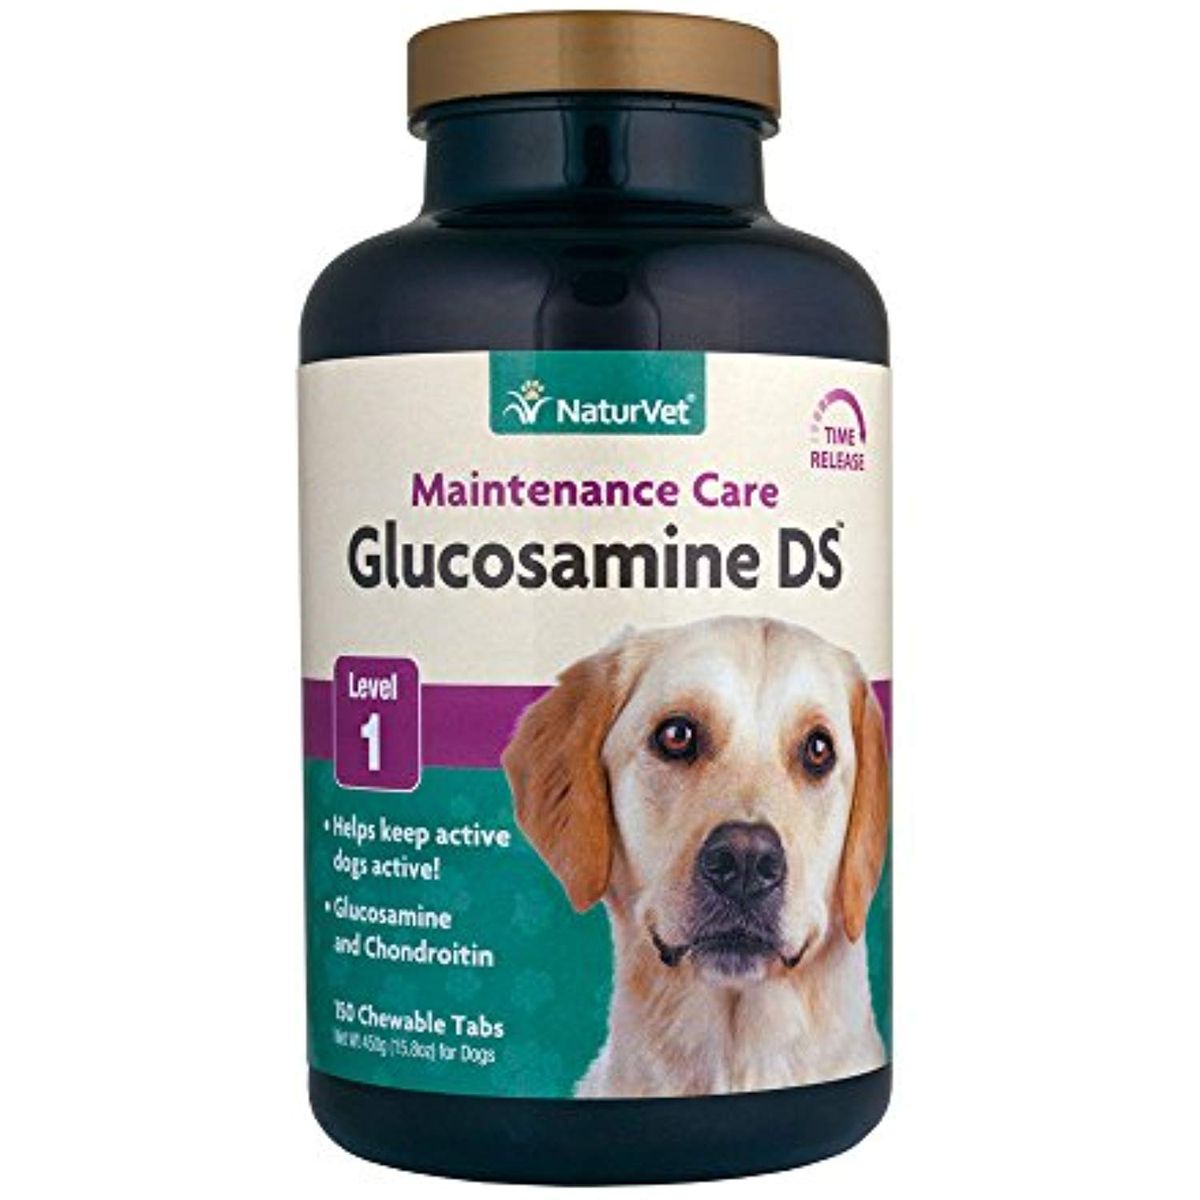 NaturVet®
TIME
RELEASE
Maintenance Care
Glucosamine DS™
Level
1
• Helps keep active
dogs active!
• Glucosamine
and Chondroitin
150 Chewable Tabs
Net Wt 450g (15.8oz) for Dogs